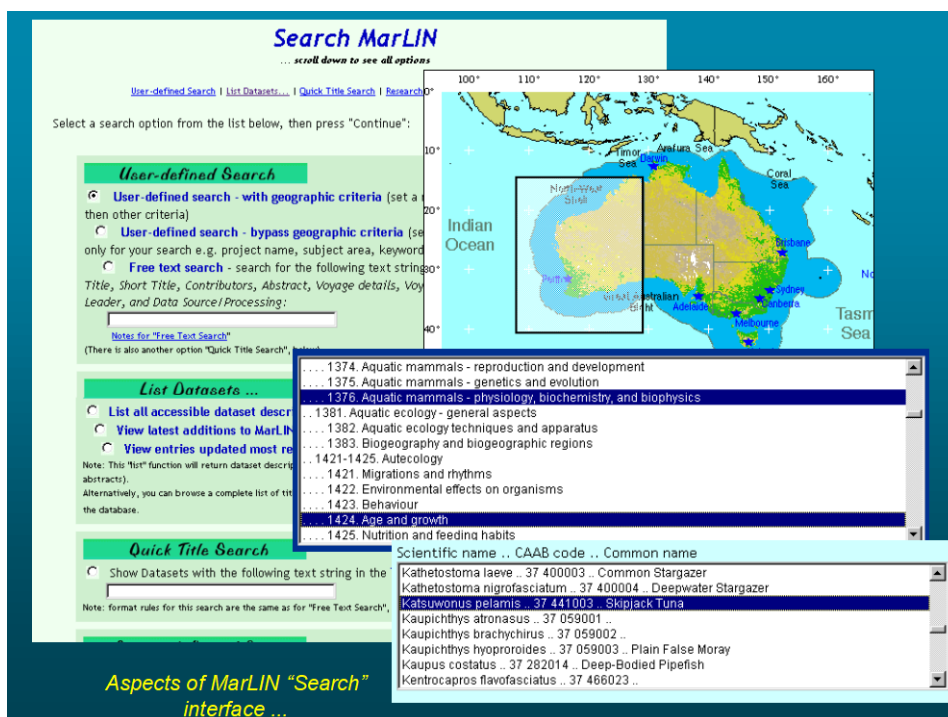 Search MarLIN
... scroll down to see all options
User-defined Search | List Datasets... | Quick Title Search | Research
Select a search option from the list below, then press "Continue":
User-defined Search
User-defined search - with geographic criteria (set a
then other criteria)
User-defined search - bypass geographic criteria (se
only for your search e.g. project name, subject area, keyword
Free text search - search for the following text string
Title, Short Title, Contributors, Abstract, Voyage details, Voy
Leader, and Data Source/Processing:
Notes for "Free Text Search"
(There is also another option "Quick Title Search", below)
List Datasets ...
List all accessible dataset descr
View latest additions to MarLIN
View entries updated most re
Note: This "list" function will return dataset descrip
abstracts).
Alternatively, you can browse a complete list of tit
the database.
Quick Title Search
Show Datasets with the following text string in the
Note: format rules for this search are the same as for "Free Text Search",
100° 110° 120° 130° 140° 150° 160°
0°
10°
20°
30°
40°
Timor
Sea
Arafura Sea
Darwin
Coral
Sea
North-West
Shelf
Indian
Ocean
Brisbane
Perth
Great Australian
Bight
Adelaide
Sydney
Canberra
Melbourne
No
Tasm
Sea
.... 1374. Aquatic mammals - reproduction and development
.... 1375. Aquatic mammals - genetics and evolution
.... 1376. Aquatic mammals - physiology, biochemistry, and biophysics
.. 1381. Aquatic ecology - general aspects
.... 1382. Aquatic ecology techniques and apparatus
.... 1383. Biogeography and biogeographic regions
.. 1421-1425. Autecology
.... 1421. Migrations and rhythms
.... 1422. Environmental effects on organisms
.... 1423. Behaviour
.... 1424. Age and growth
.... 1425. Nutrition and feeding habits
Scientific name .. CAAB code .. Common name
Kathetostoma laeve .. 37 400003 .. Common Stargazer
Kathetostoma nigrofasciatum .. 37 400004 .. Deepwater Stargazer
Katsuwonus pelamis .. 37 441003 .. Skipjack Tuna
Kaupichthys atronasus .. 37 059001 ..
Kaupichthys brachychirus .. 37 059002 ..
Kaupichthys hyoproroides .. 37 059003 .. Plain False Moray
Kaupus costatus .. 37 282014 .. Deep-Bodied Pipefish
Kentrocapros flavofasciatus .. 37 466023 ..
Aspects of MarLIN “Search”
interface ...